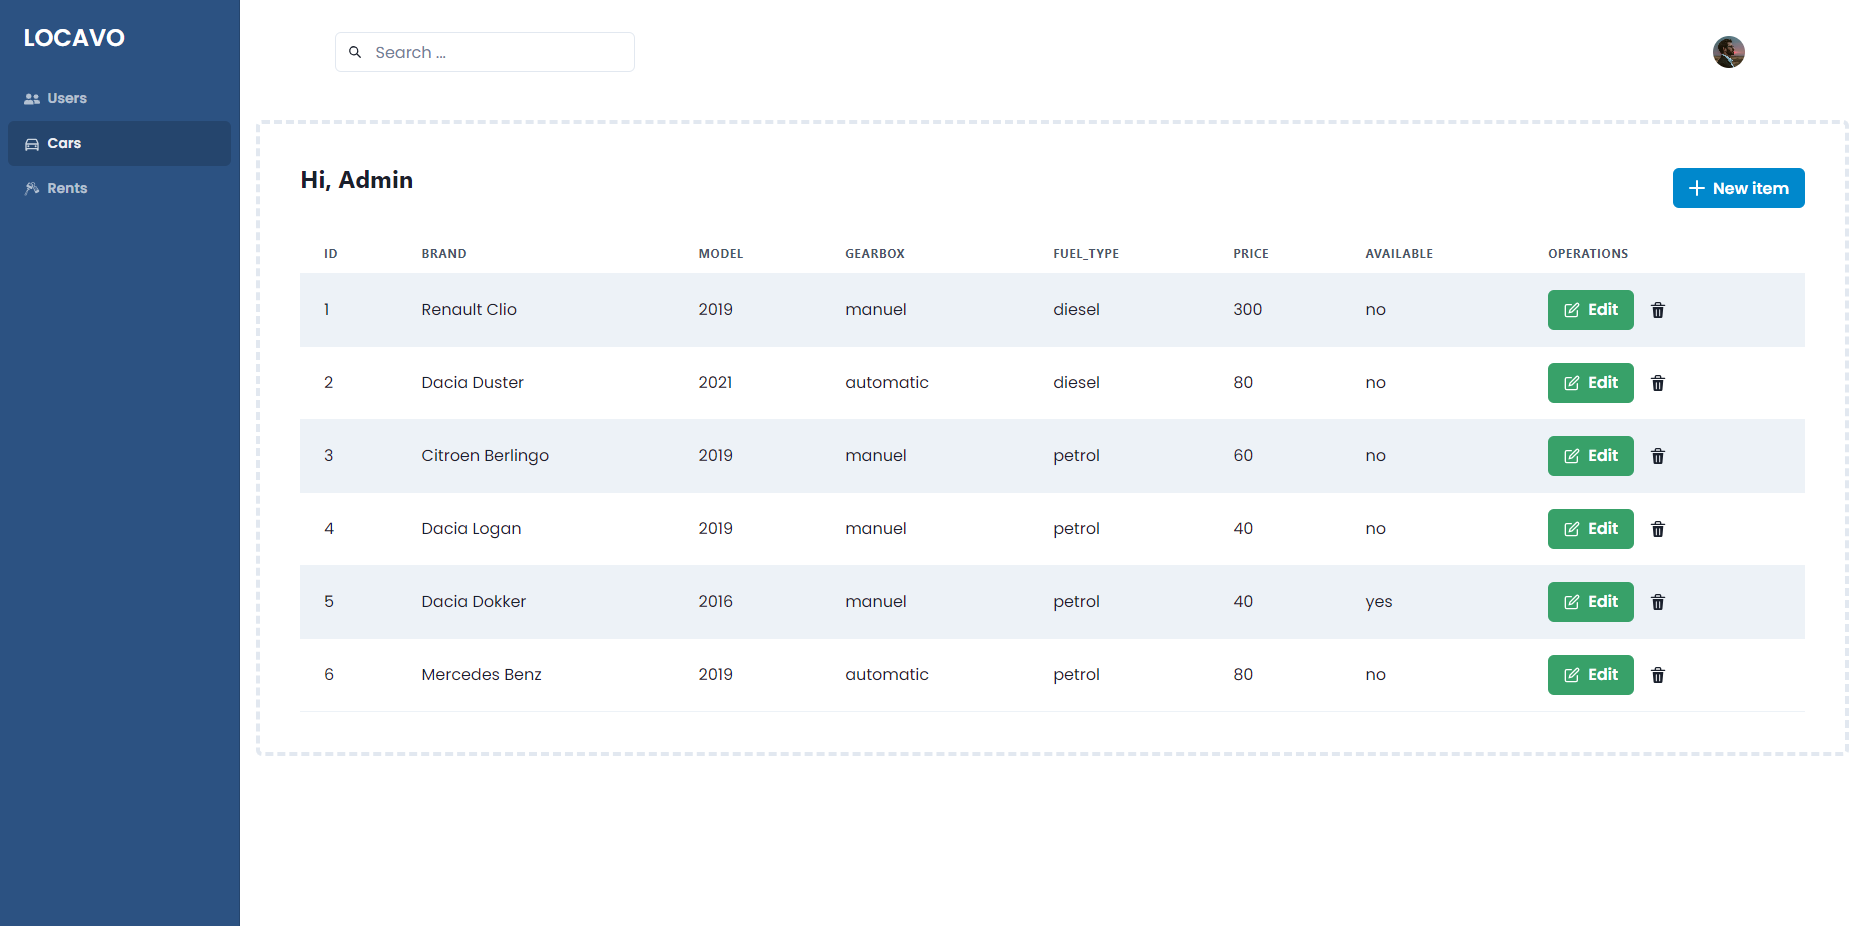 LOCAVO
Users
Cars
Rents
Search ...
Hi, Admin
New item
ID BRAND MODEL GEARBOX FUEL_TYPE PRICE AVAILABLE OPERATIONS
1 Renault Clio 2019 manuel diesel 300 no Edit
2 Dacia Duster 2021 automatic diesel 80 no Edit
3 Citroen Berlingo 2019 manuel petrol 60 no Edit
4 Dacia Logan 2019 manuel petrol 40 no Edit
5 Dacia Dokker 2016 manuel petrol 40 yes Edit
6 Mercedes Benz 2019 automatic petrol 80 no Edit